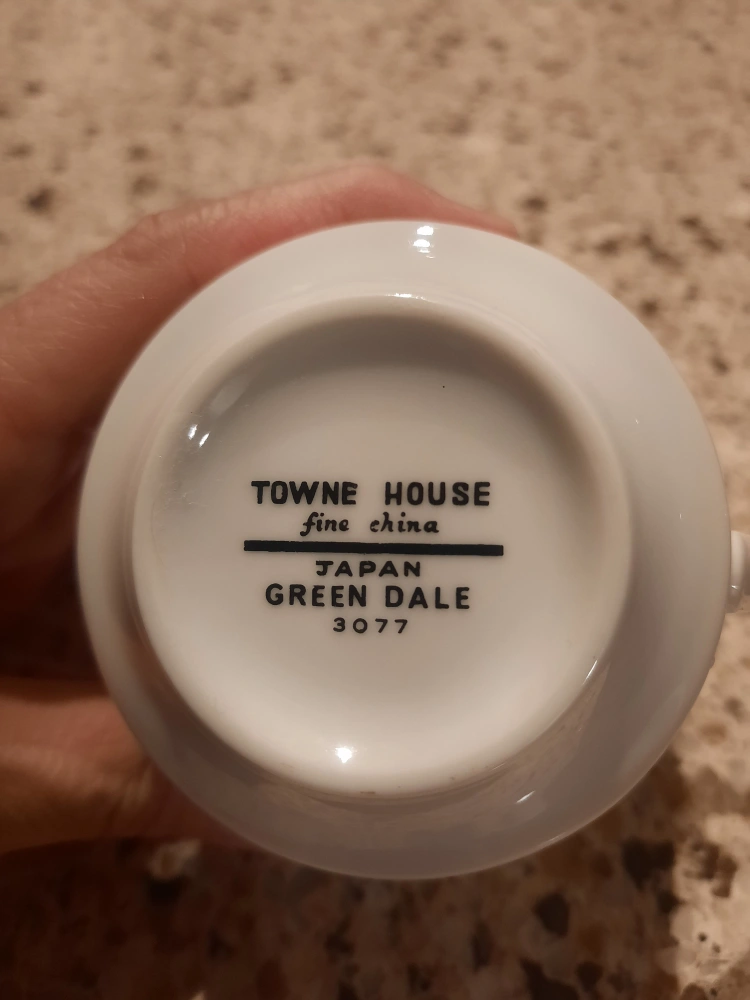 TOWNE HOUSE
fine china
JAPAN
GREEN DALE
3077